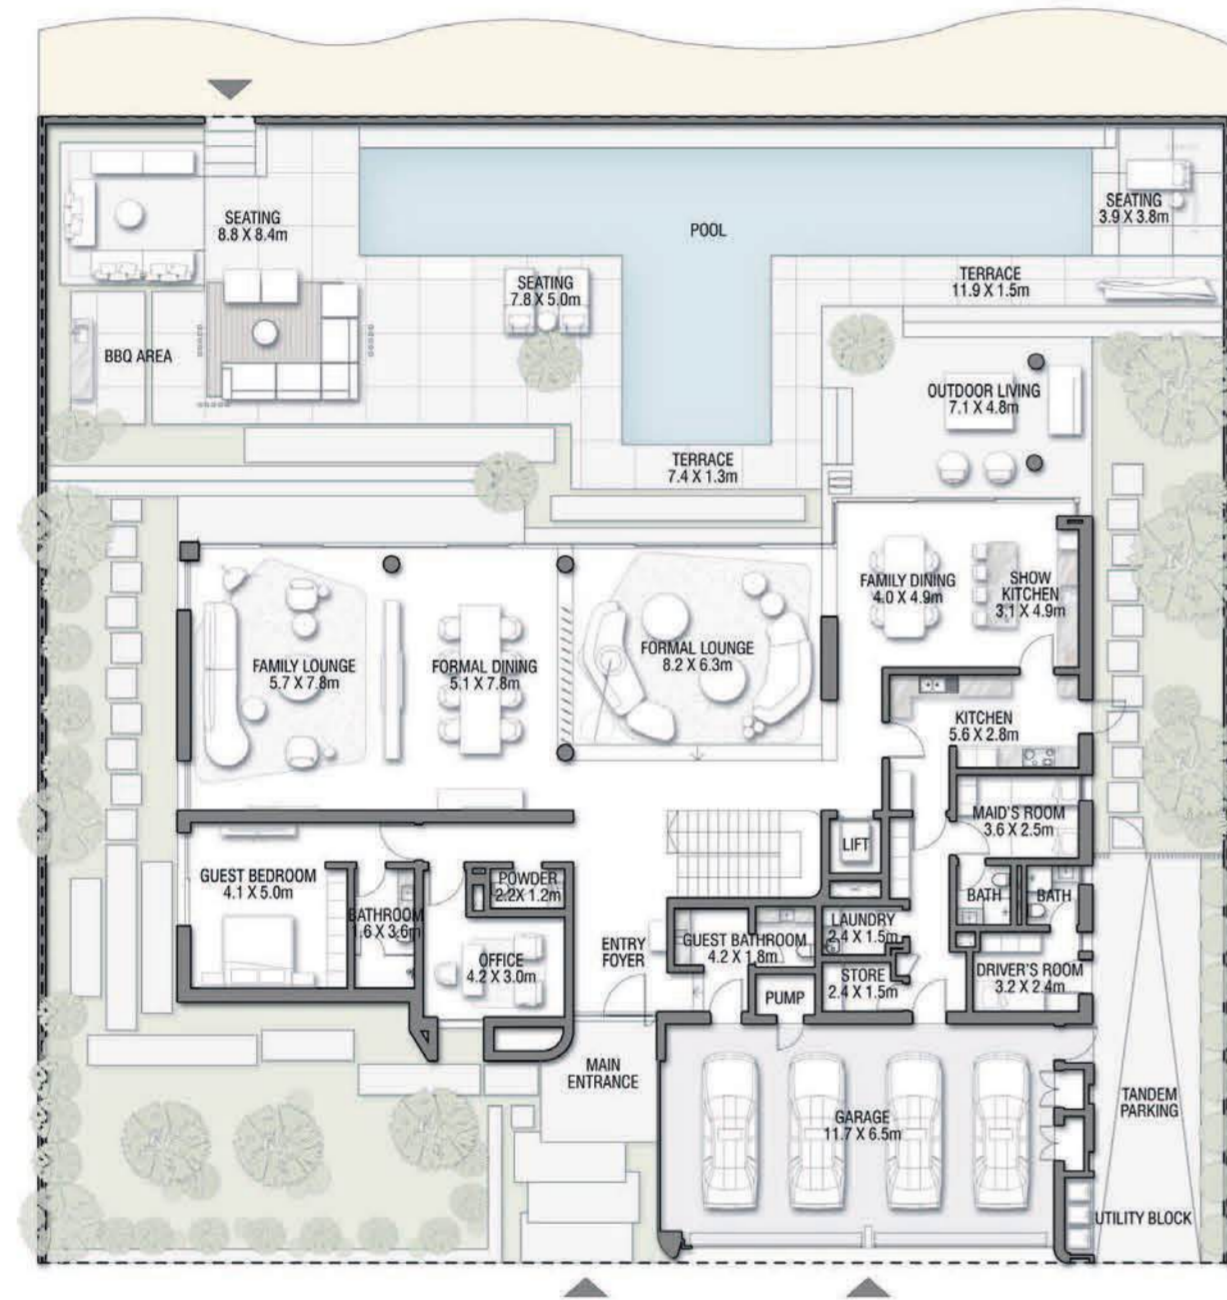 SEATING
8.8 X 8.4m
POOL
SEATING
3.9 X 3.8m
SEATING
7.8 X 5.0m
TERRACE
11.9 X 1.5m
BBQ AREA
OUTDOOR LIVING
7.1 X 4.8m
TERRACE
7.4 X 1.3m
FAMILY DINING
4.0 X 4.9m
SHOW
KITCHEN
3.1 X 4.9m
FAMILY LOUNGE
5.7 X 7.8m
FORMAL DINING
5.1 X 7.8m
FORMAL LOUNGE
8.2 X 6.3m
KITCHEN
5.6 X 2.8m
MAID'S ROOM
3.6 X 2.5m
LIFT
GUEST BEDROOM
4.1 X 5.0m
POWDER
2.2X 1.2m
BATH
BATH
BATHROOM
1.6 X 3.6m
LAUNDRY
2.4 X 1.5m
ENTRY
FOYER
GUEST BATHROOM
4.2 X 1.8m
OFFICE
4.2 X 3.0m
STORE
2.4 X 1.5m
DRIVER'S ROOM
3.2 X 2.4m
PUMP
MAIN
ENTRANCE
GARAGE
11.7 X 6.5m
TANDEM
PARKING
UTILITY BLOCK